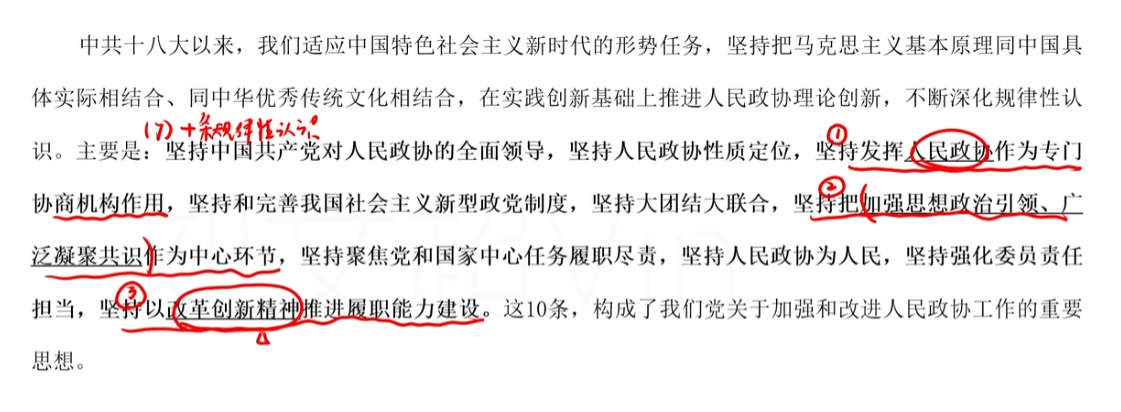 中共十八大以来，我们适应中国特色社会主义新时代的形势任务，坚持把马克思主义基本原理同中国具
体实际相结合、同中华优秀传统文化相结合，在实践创新基础上推进人民政协理论创新，不断深化规律性认
(7) 十条规律性认识 ①
识。主要是：坚持中国共产党对人民政协的全面领导，坚持人民政协性质定位，坚持发挥人民政协作为专门
②
协商机构作用，坚持和完善我国社会主义新型政党制度，坚持大团结大联合，坚持把加强思想政治引领、广
泛凝聚共识作为中心环节，坚持聚焦党和国家中心任务履职尽责，坚持人民政协为人民，坚持强化委员责任
③
担当，坚持以改革创新精神推进履职能力建设。这10条，构成了我们党关于加强和改进人民政协工作的重要
思想。